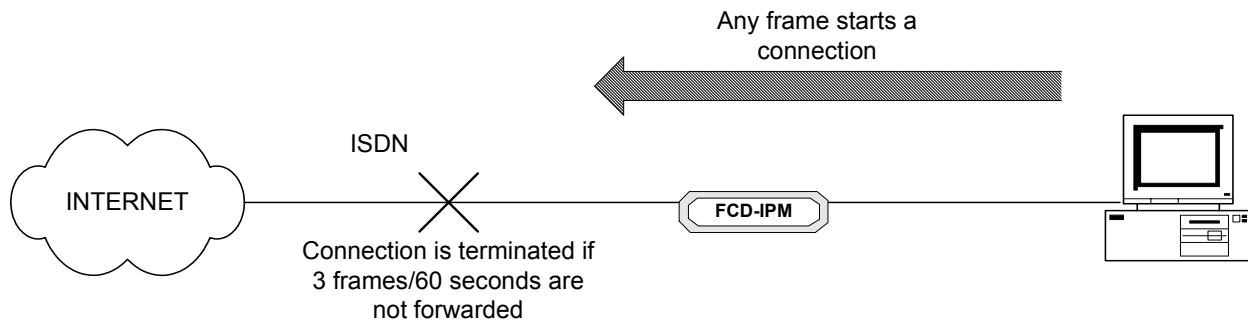 Any frame starts a
connection
ISDN
INTERNET
FCD-IPM
Connection is terminated if
3 frames/60 seconds are
not forwarded